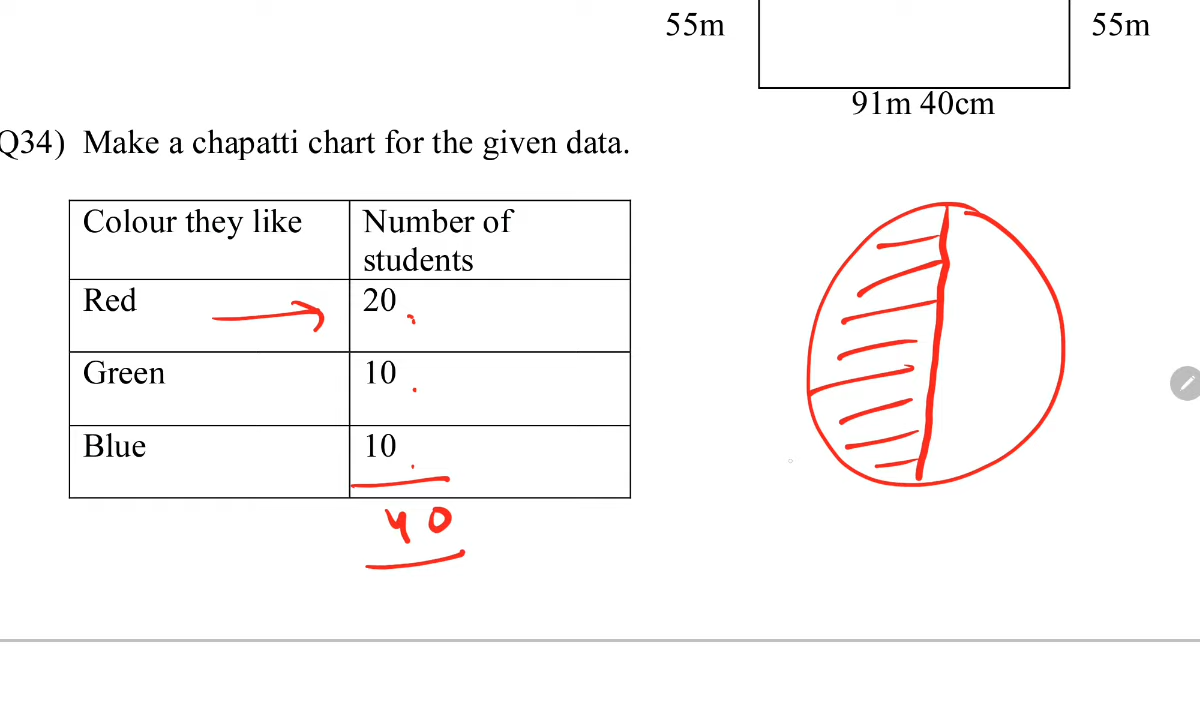 55m 55m
91m 40cm
Q34) Make a chapatti chart for the given data.
Colour they like Number of
students
Red 20
Green 10
Blue 10
40